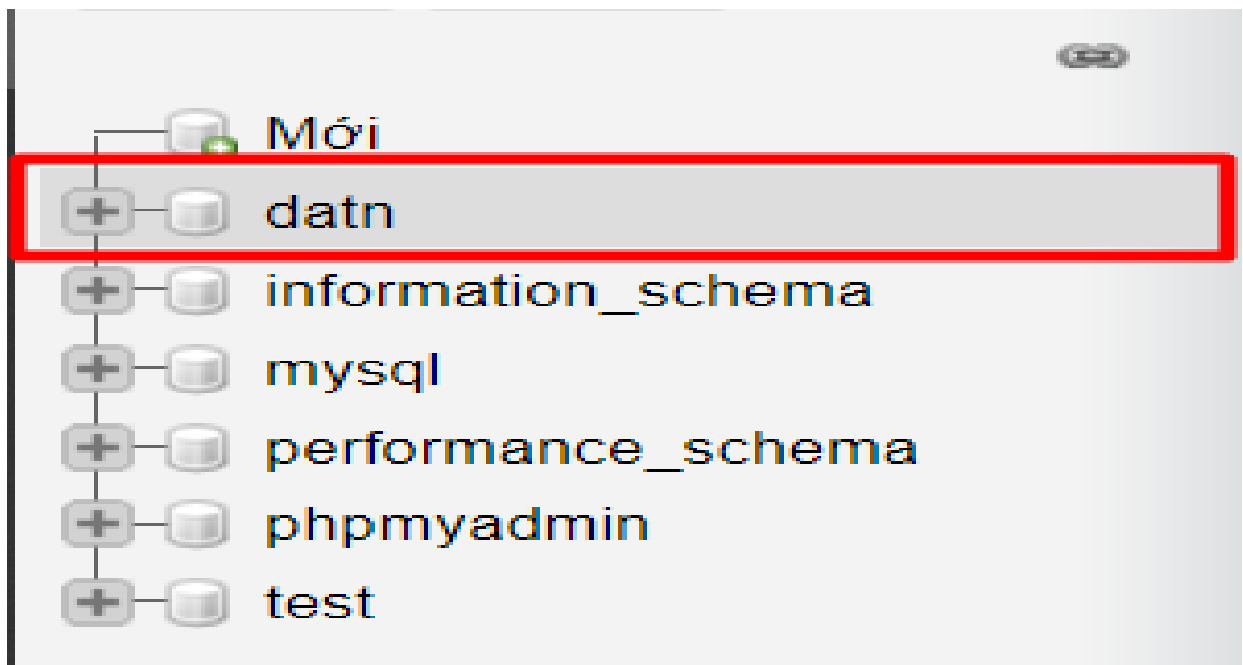 Mới
datn
information_schema
mysql
performance_schema
phpmyadmin
test